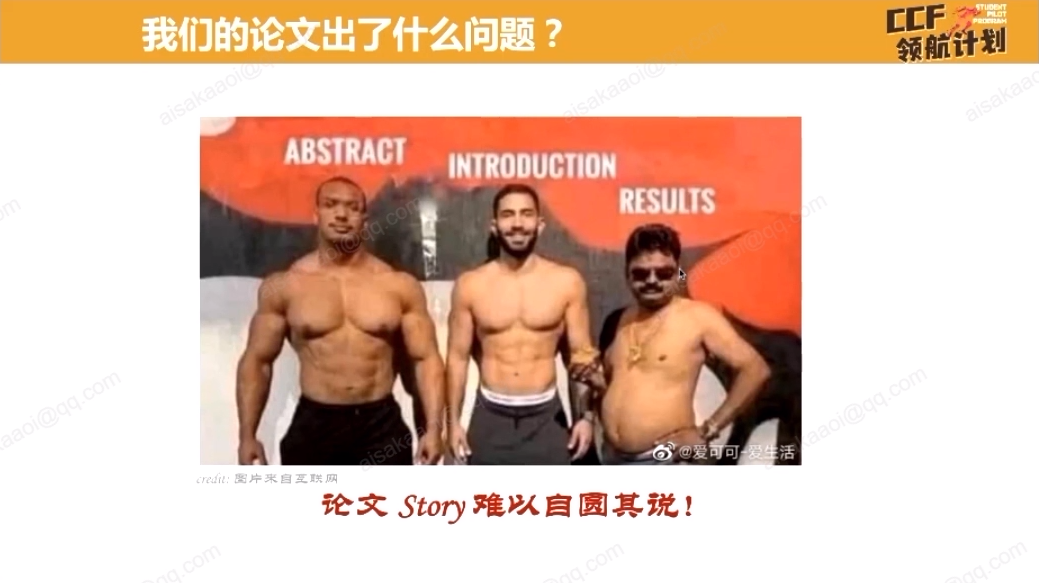 我们的论文出了什么问题？
CCF
STUDENT
PILOT
PROGRAM
领航计划
ABSTRACT
INTRODUCTION
RESULTS
@爱可可-爱生活
credit: 图片来自互联网
论文 Story 难以自圆其说！
aisakaaoi@qq.com